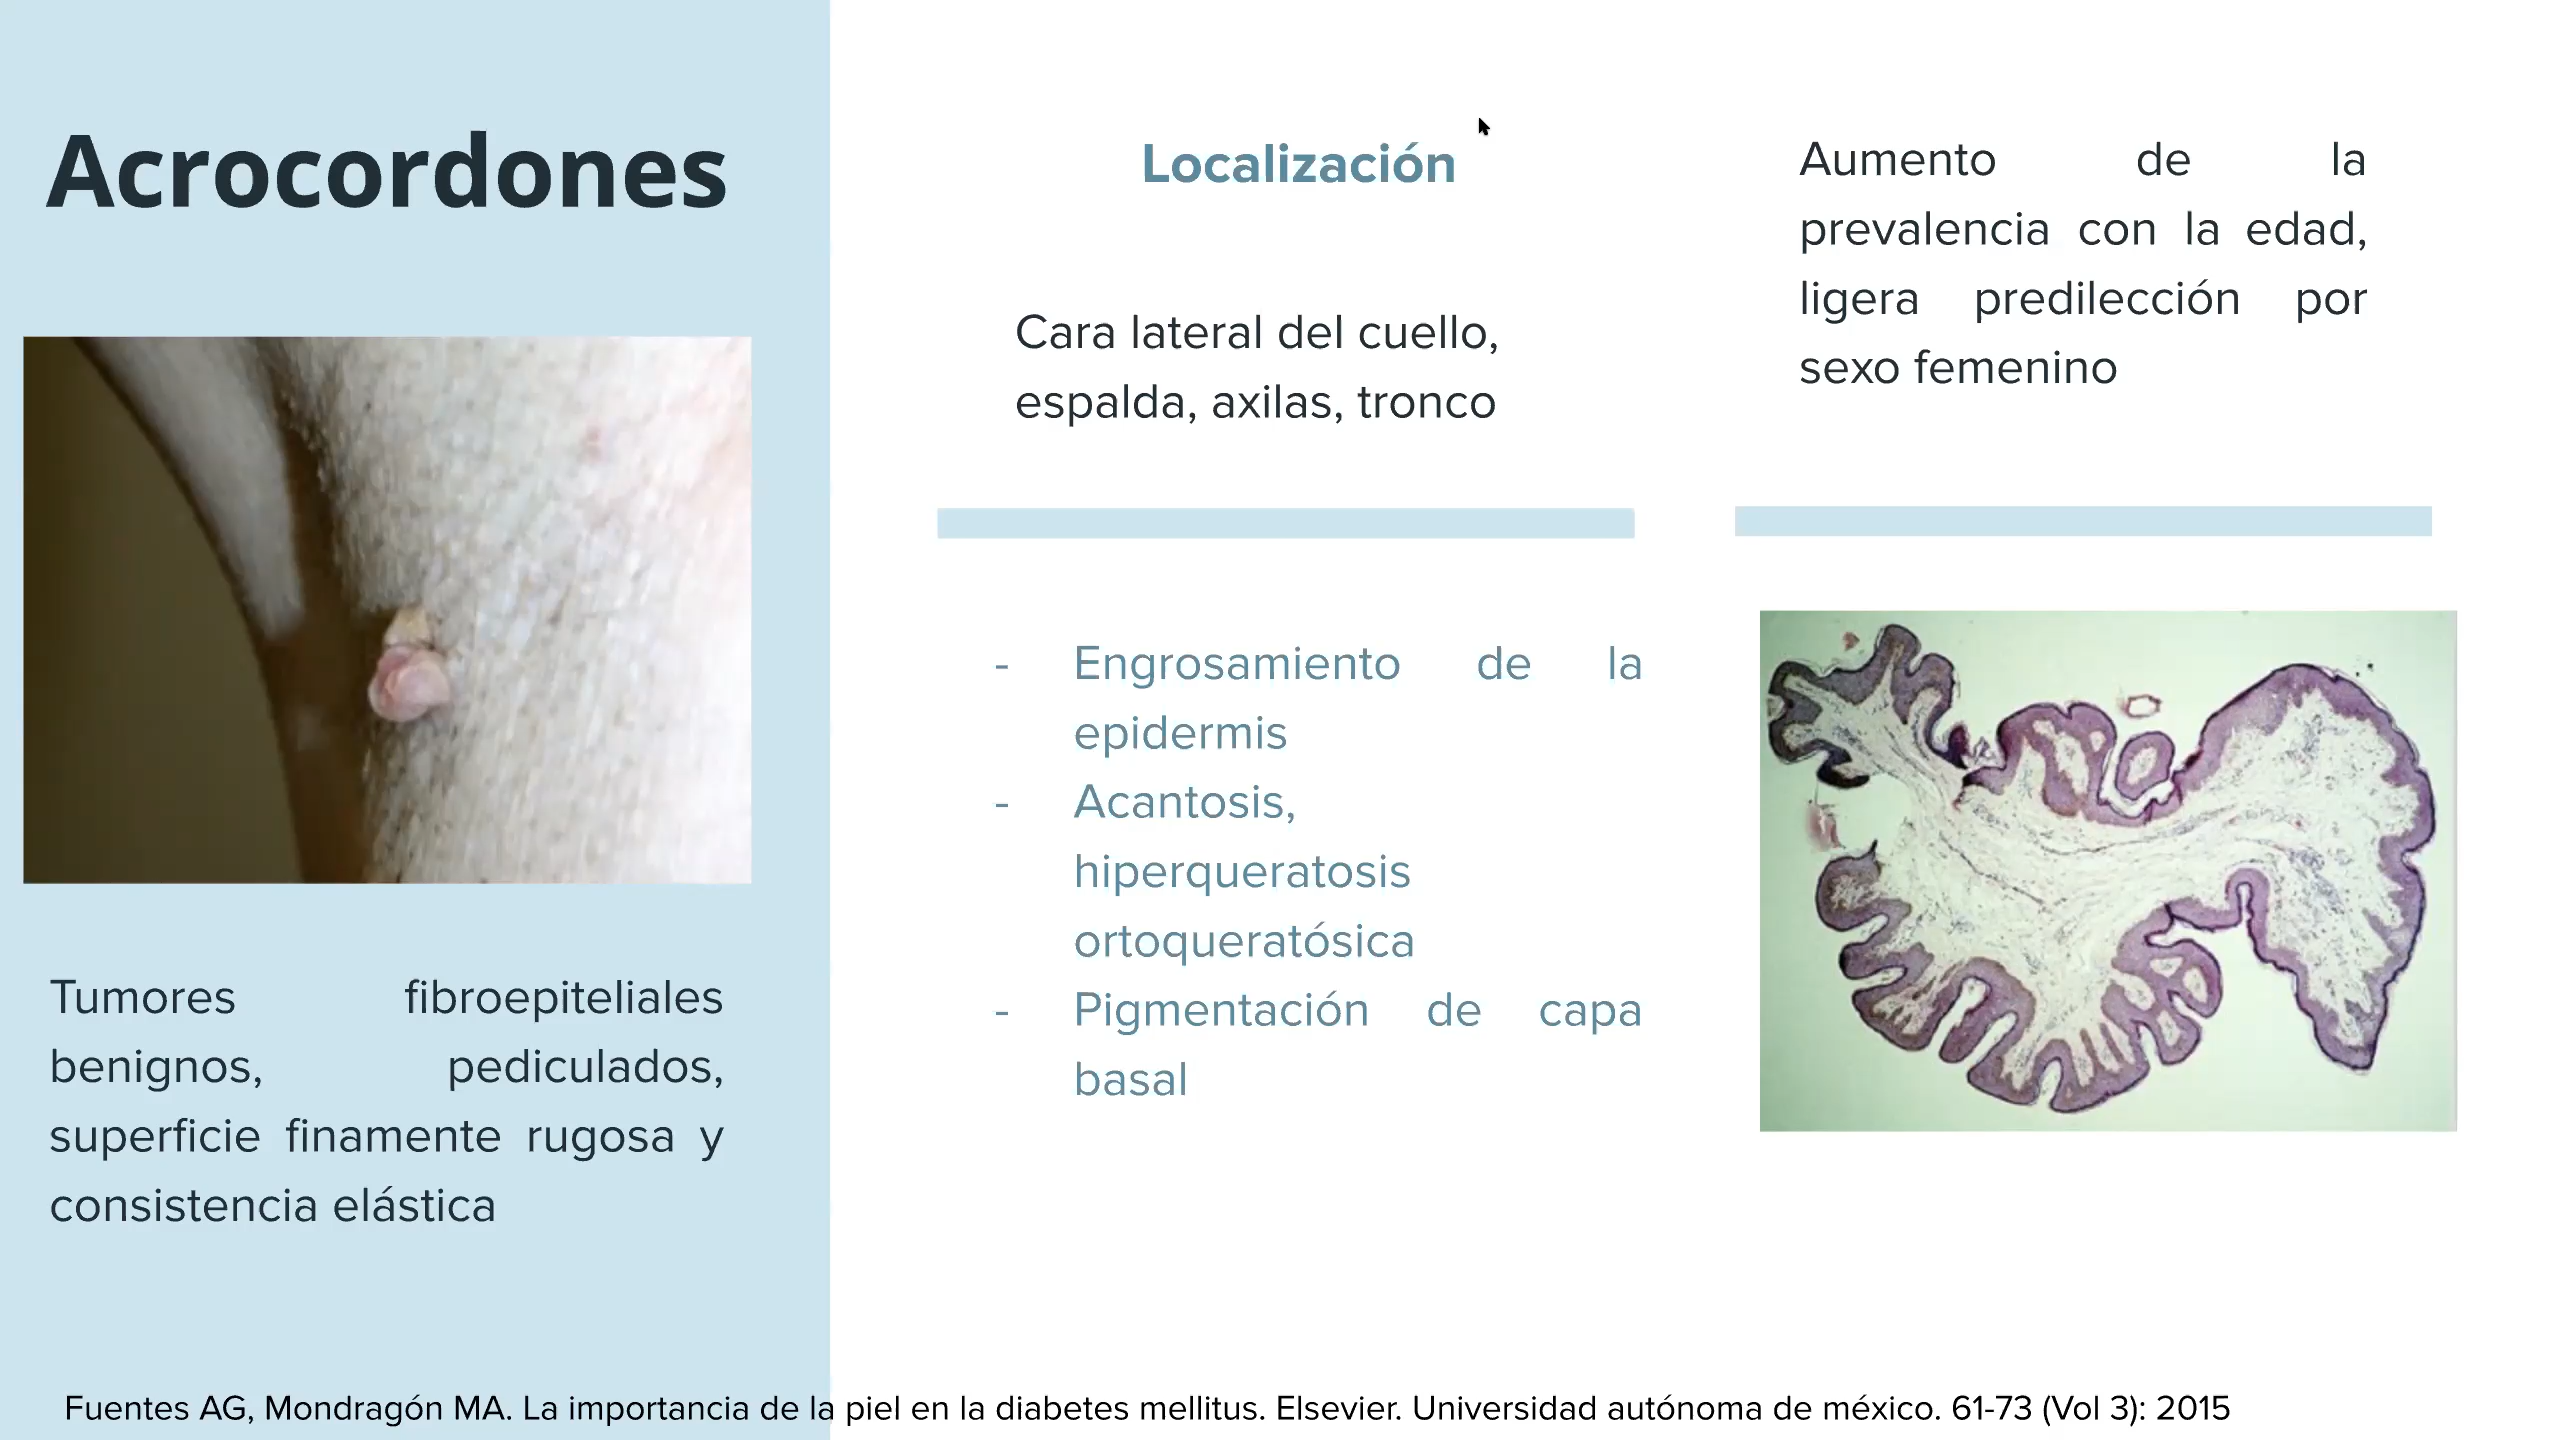 Acrocordones
Tumores fibroepiteliales
benignos, pediculados,
superficie finamente rugosa y
consistencia elástica
Localización
Cara lateral del cuello,
espalda, axilas, tronco
- Engrosamiento de la
epidermis
- Acantosis,
hiperqueratosis
ortoqueratósica
- Pigmentación de capa
basal
Aumento de la
prevalencia con la edad,
ligera predilección por
sexo femenino
Fuentes AG, Mondragón MA. La importancia de la piel en la diabetes mellitus. Elsevier. Universidad autónoma de méxico. 61-73 (Vol 3): 2015